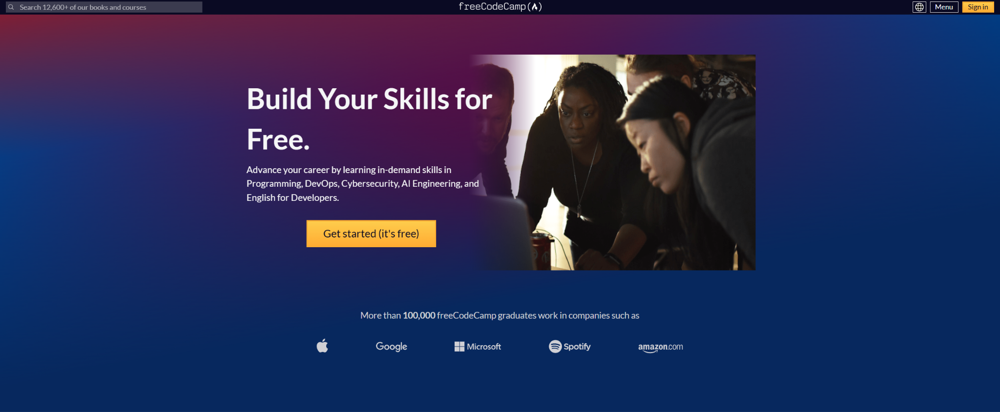 Search 12,600+ of our books and courses
freeCodeCamp
Menu
Sign in
Build Your Skills for
Free.
Advance your career by learning in-demand skills in
Programming, DevOps, Cybersecurity, AI Engineering, and
English for Developers.
Get started (it's free)
More than 100,000 freeCodeCamp graduates work in companies such as
Google
Microsoft
Spotify
amazon.com